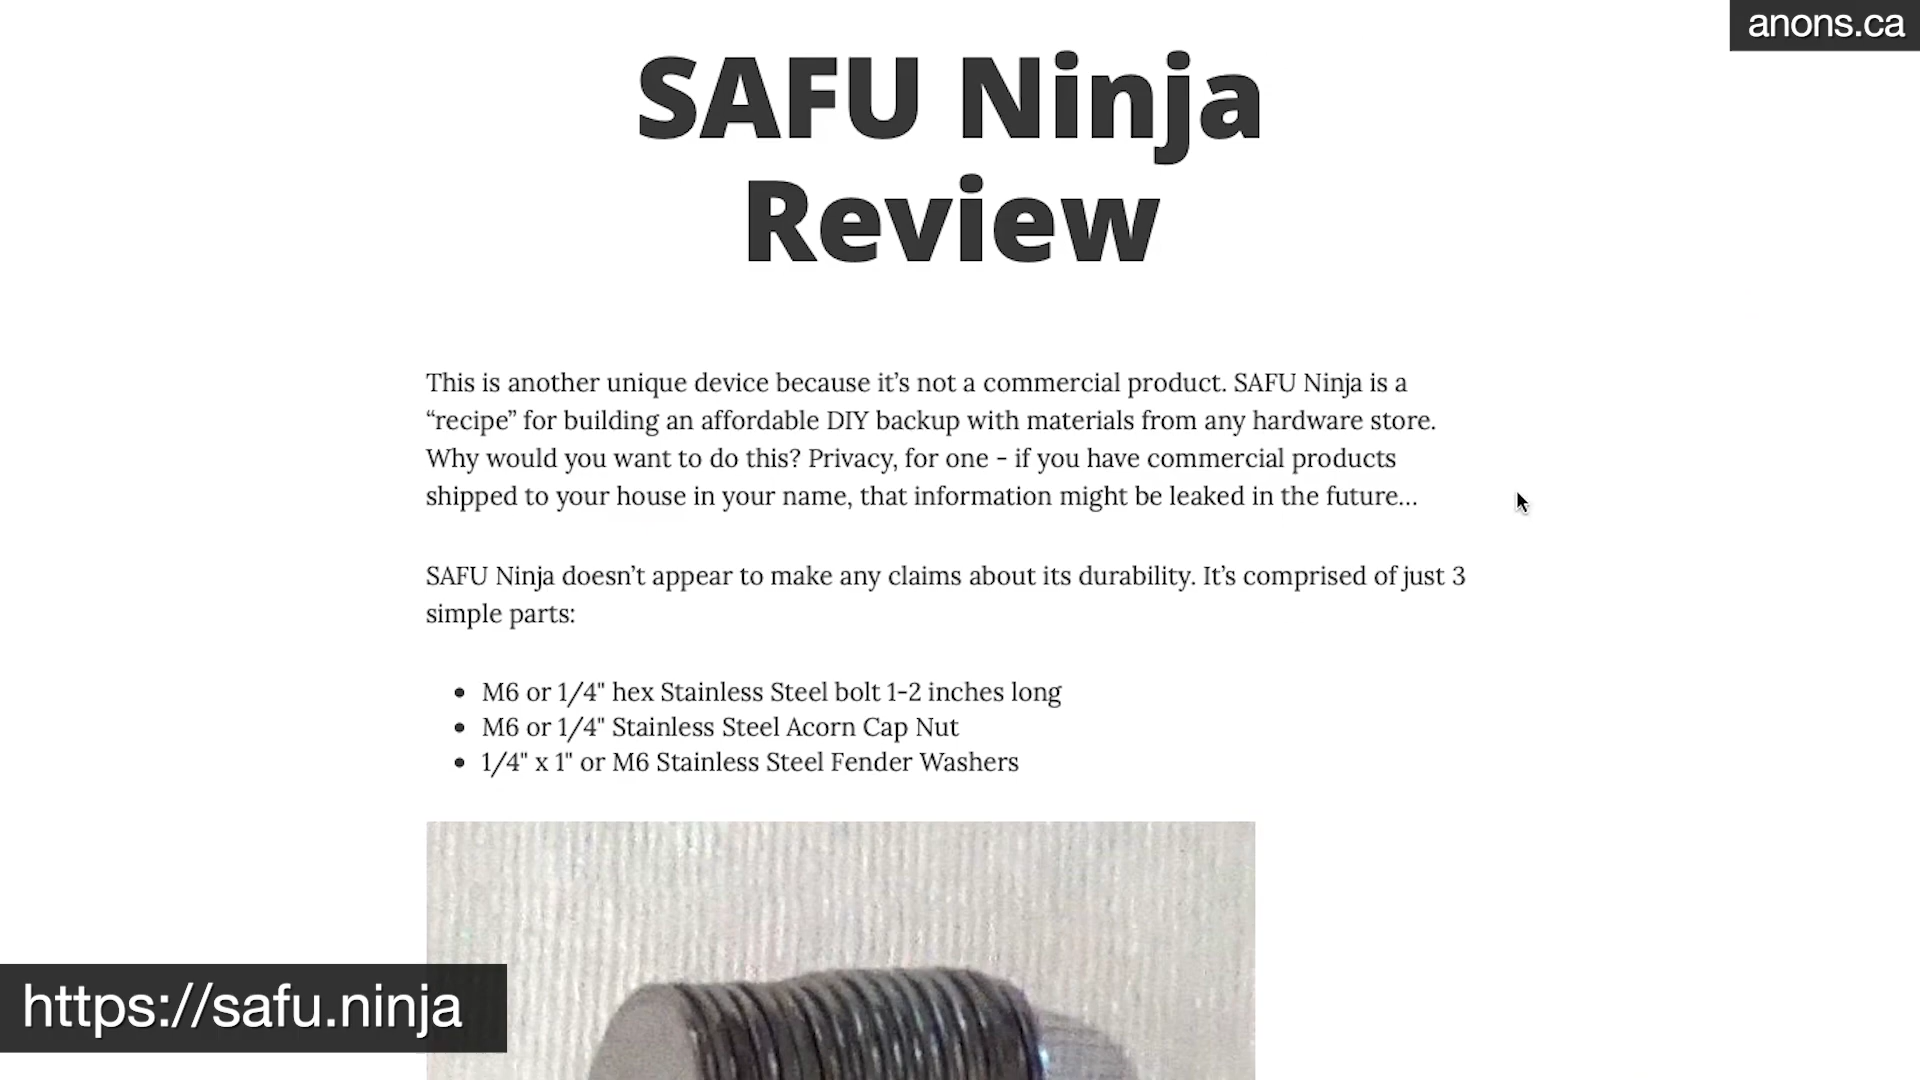 anons.ca
SAFU Ninja
Review
This is another unique device because it’s not a commercial product. SAFU Ninja is a
“recipe” for building an affordable DIY backup with materials from any hardware store.
Why would you want to do this? Privacy, for one - if you have commercial products
shipped to your house in your name, that information might be leaked in the future…
SAFU Ninja doesn’t appear to make any claims about its durability. It’s comprised of just 3
simple parts:
• M6 or 1/4" hex Stainless Steel bolt 1-2 inches long
• M6 or 1/4" Stainless Steel Acorn Cap Nut
• 1/4" x 1" or M6 Stainless Steel Fender Washers
https://safu.ninja